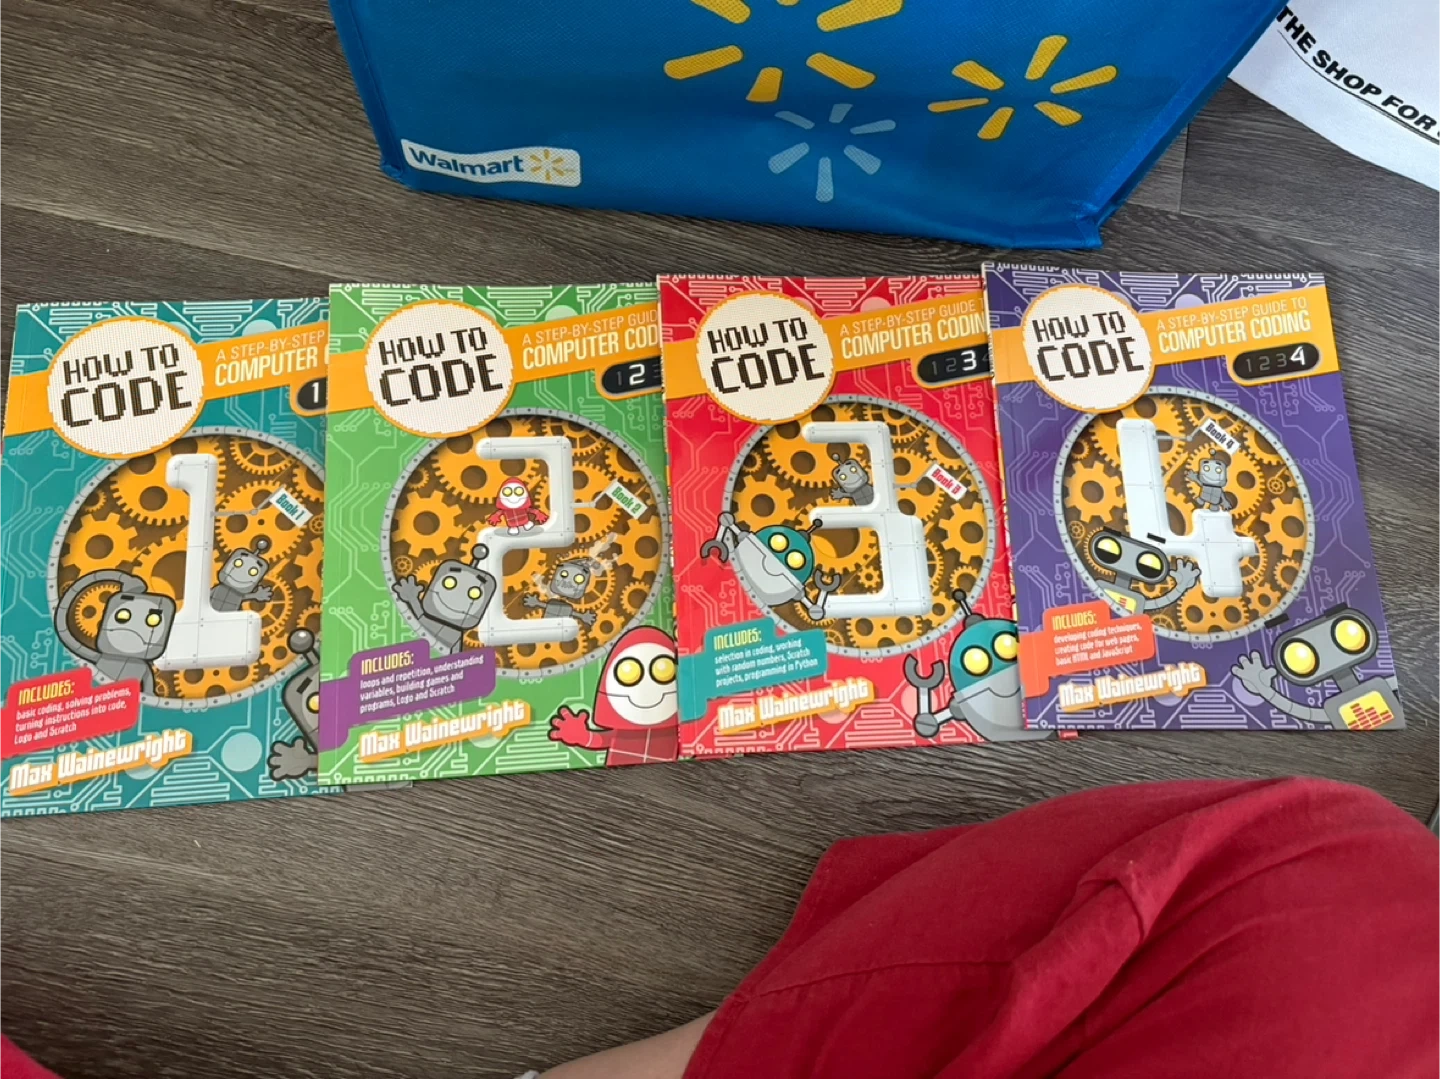 Walmart
THE SHOP FOR
HOW TO
CODE
A STEP-BY-STEP
COMPUTER
1
Book 1
INCLUDES:
basic coding, solving problems,
turning instructions into code,
Logo and Scratch
Max Wainewright
HOW TO
CODE
A STEP-BY-STEP GUID
COMPUTER COD
1 2 3
Book 2
INCLUDES:
loops and repetition, understanding
variables, building games and
programs, Logo and Scratch
Max Wainewright
HOW TO
CODE
A STEP-BY-STEP GUIDE T
COMPUTER CODIN
1 2 3 4
Book 3
INCLUDES:
selection in coding, working
with random numbers, Scratch
projects, programming in Python
Max Wainewright
HOW TO
CODE
A STEP-BY-STEP GUIDE TO
COMPUTER CODING
1 2 3 4
Book 4
INCLUDES:
developing coding techniques,
creating code for web pages,
basic HTML and JavaScript
Max Wainewright